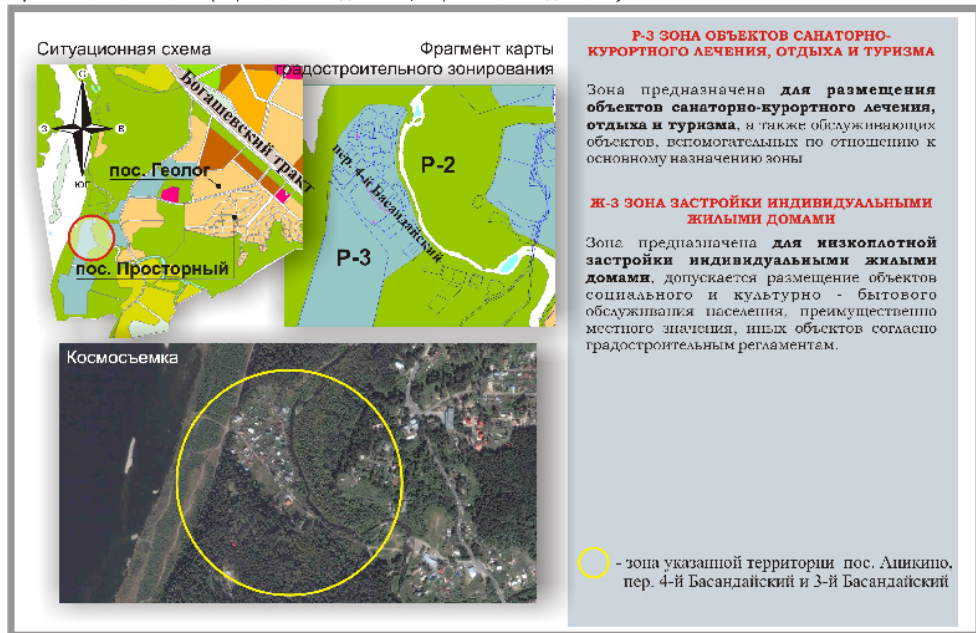 Ситуационная схема
Фрагмент карты
градостроительного зонирования
С
З
В
ЮГ
Богашевский тракт
пос. Геолог
пос. Просторный
пер. 4-й Басандайский
Р-2
Р-3
Космосъемка
Р-3 ЗОНА ОБЪЕКТОВ САНАТОРНО-
КУРОРТНОГО ЛЕЧЕНИЯ, ОТДЫХА И ТУРИЗМА
Зона предназначена для размещения
объектов санаторно-курортного лечения,
отдыха и туризма, а также обслуживающих
объектов, вспомогательных по отношению к
основному назначению зоны
Ж-3 ЗОНА ЗАСТРОЙКИ ИНДИВИДУАЛЬНЫМИ
ЖИЛЫМИ ДОМАМИ
Зона предназначена для низкоплотной
застройки индивидуальными жилыми
домами, допускается размещение объектов
социального и культурно - бытового
обслуживания населения, преимущественно
местного значения, иных объектов согласно
градостроительным регламентам.
- зона указанной территории пос. Аникино,
пер. 4-й Басандайский и 3-й Басандайский